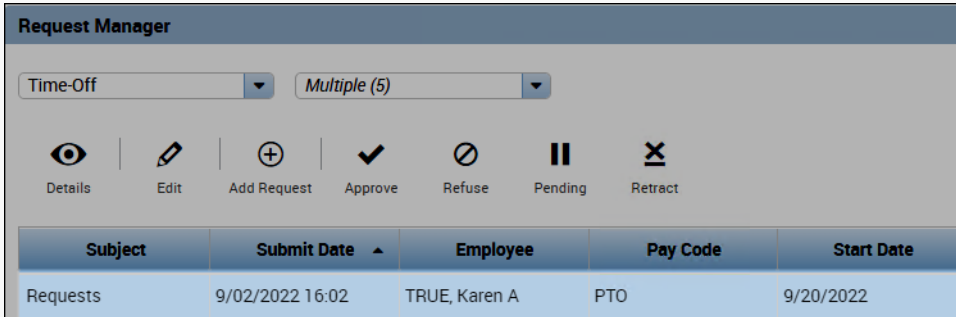 Request Manager
Time-Off Multiple (5)
Details Edit Add Request Approve Refuse Pending Retract
Subject Submit Date Employee Pay Code Start Date
Requests 9/02/2022 16:02 TRUE, Karen A PTO 9/20/2022